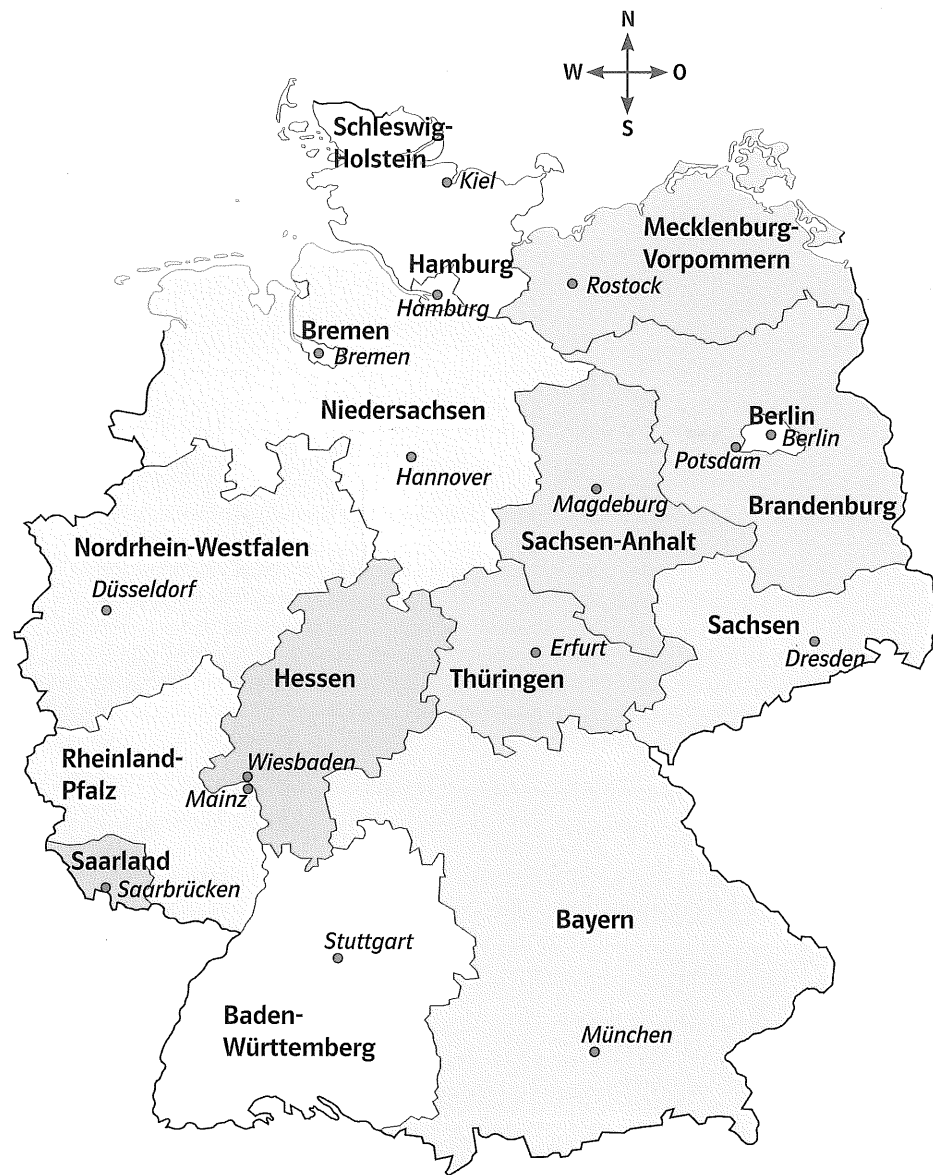 N
W
O
S
Schleswig-
Holstein
Kiel
Mecklenburg-
Vorpommern
Hamburg
Rostock
Hamburg
Bremen
Bremen
Niedersachsen
Berlin
Berlin
Potsdam
Hannover
Magdeburg
Brandenburg
Sachsen-Anhalt
Nordrhein-Westfalen
Düsseldorf
Sachsen
Dresden
Erfurt
Thüringen
Hessen
Rheinland-
Pfalz
Wiesbaden
Mainz
Saarland
Saarbrücken
Bayern
Stuttgart
Baden-
Württemberg
München